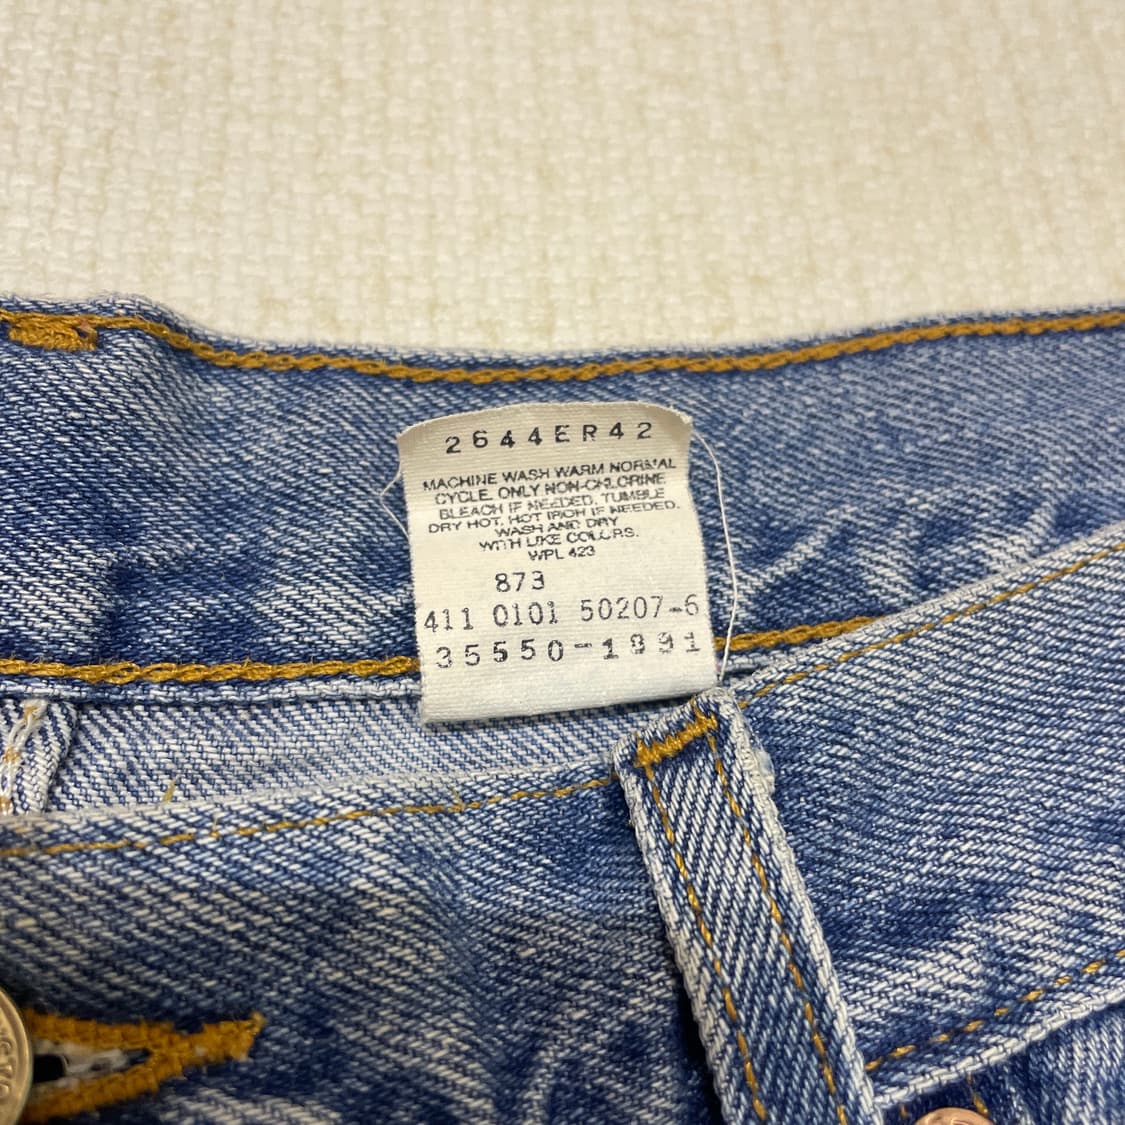 2644ER42
MACHINE WASH WARM NORMAL
CYCLE. ONLY NON-CHLORINE
BLEACH IF NEEDED. TUMBLE
DRY HOT. HOT IRON IF NEEDED.
WASH AND DRY
WITH LIKE COLORS.
WPL 423
873
411 0101 50207-6
35550-1991